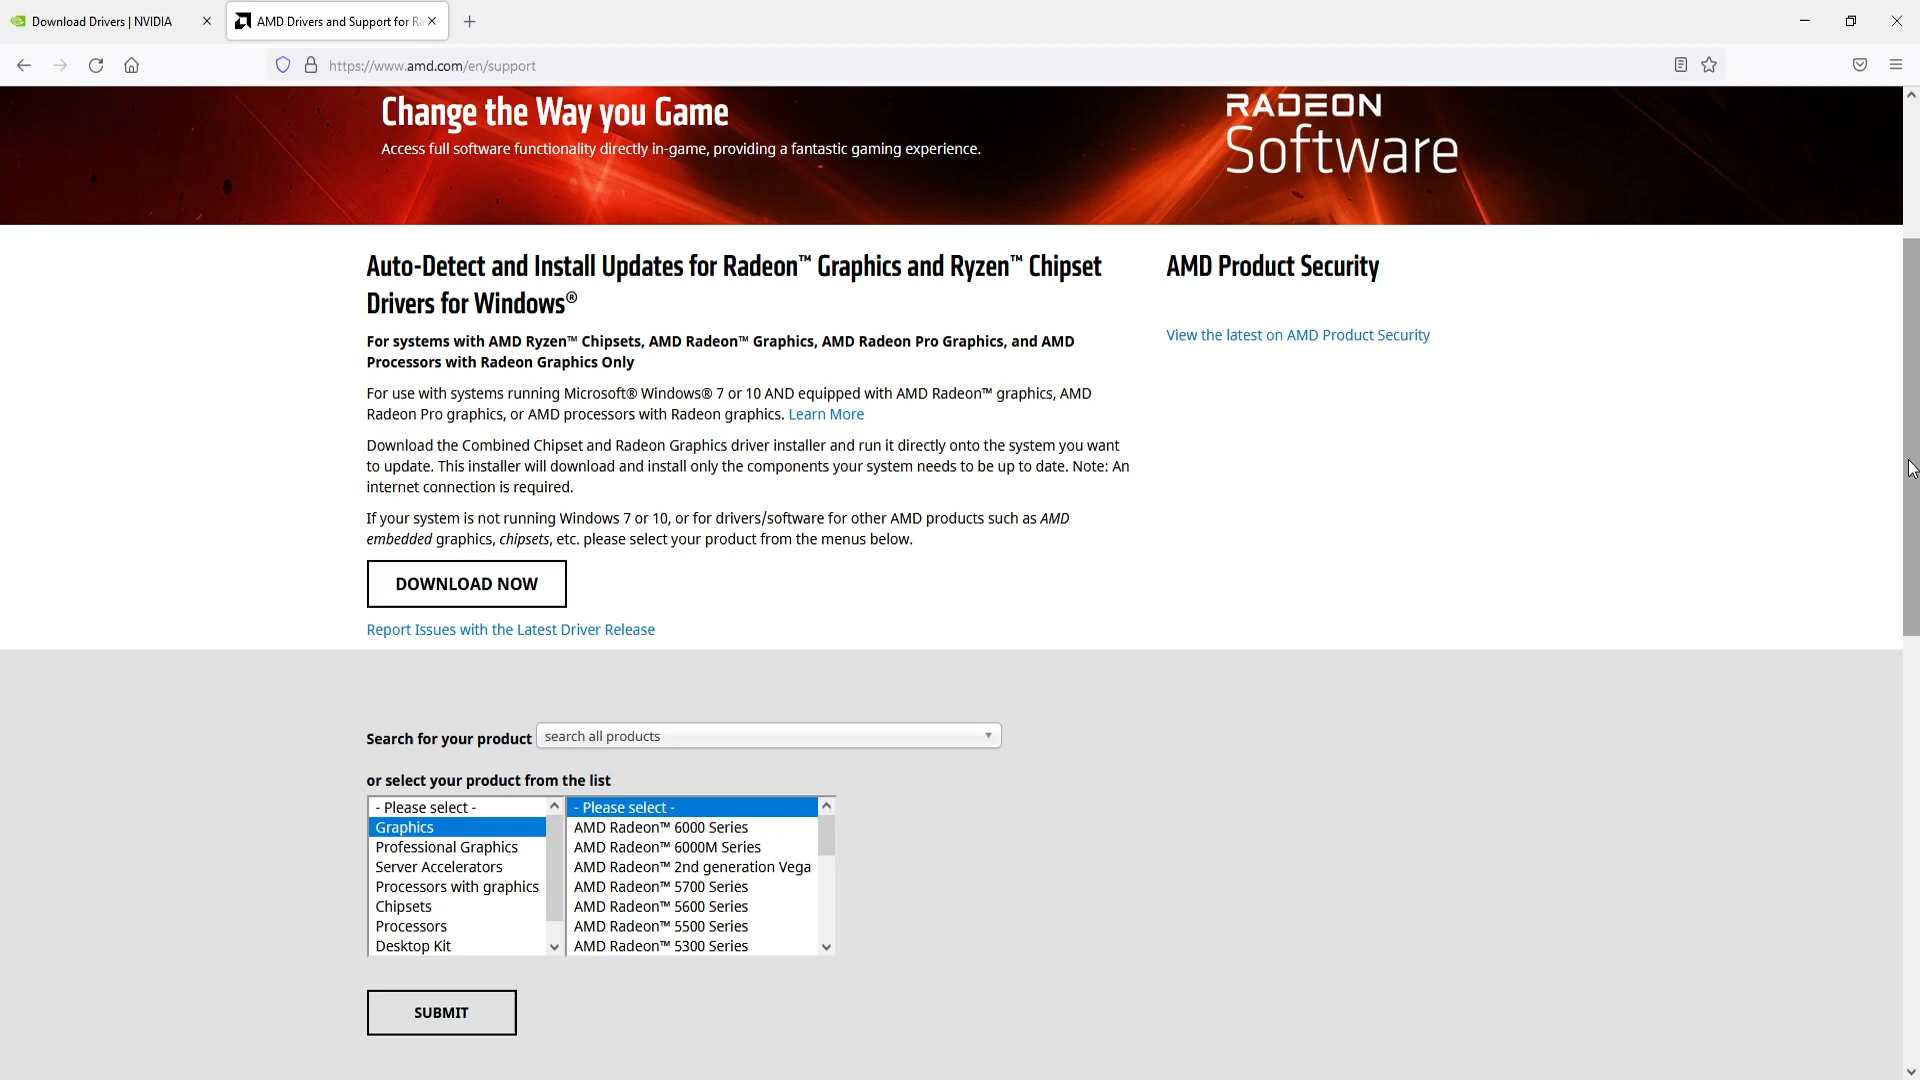 Download Drivers | NVIDIA
AMD Drivers and Support for Ra
https://www.amd.com/en/support
Change the Way you Game
Access full software functionality directly in-game, providing a fantastic gaming experience.
RADEON
Software
Auto-Detect and Install Updates for Radeon™ Graphics and Ryzen™ Chipset
Drivers for Windows®
For systems with AMD Ryzen™ Chipsets, AMD Radeon™ Graphics, AMD Radeon Pro Graphics, and AMD
Processors with Radeon Graphics Only
For use with systems running Microsoft® Windows® 7 or 10 AND equipped with AMD Radeon™ graphics, AMD
Radeon Pro graphics, or AMD processors with Radeon graphics. Learn More
Download the Combined Chipset and Radeon Graphics driver installer and run it directly onto the system you want
to update. This installer will download and install only the components your system needs to be up to date. Note: An
internet connection is required.
If your system is not running Windows 7 or 10, or for drivers/software for other AMD products such as AMD
embedded graphics, chipsets, etc. please select your product from the menus below.
DOWNLOAD NOW
Report Issues with the Latest Driver Release
AMD Product Security
View the latest on AMD Product Security
Search for your product
search all products
or select your product from the list
- Please select -
Graphics
Professional Graphics
Server Accelerators
Processors with graphics
Chipsets
Processors
Desktop Kit
- Please select -
AMD Radeon™ 6000 Series
AMD Radeon™ 6000M Series
AMD Radeon™ 2nd generation Vega
AMD Radeon™ 5700 Series
AMD Radeon™ 5600 Series
AMD Radeon™ 5500 Series
AMD Radeon™ 5300 Series
SUBMIT